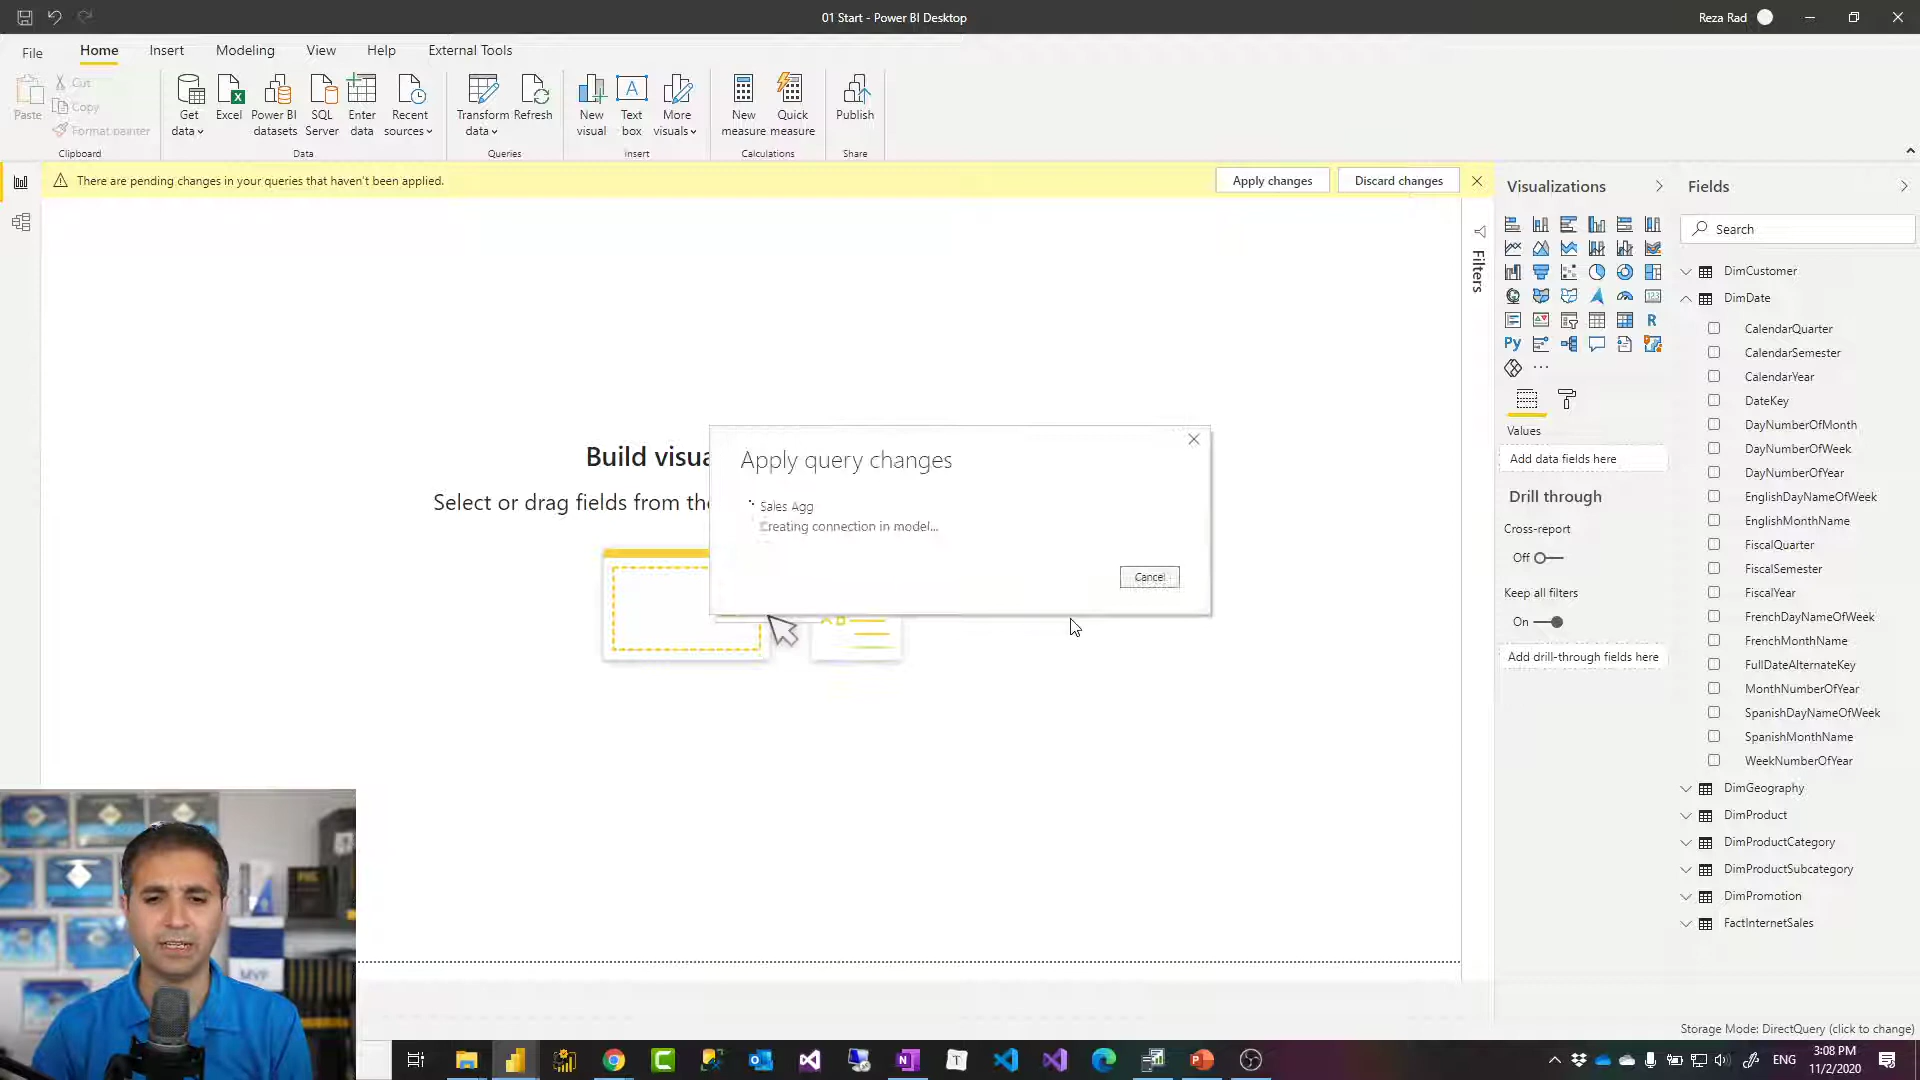 01 Start - Power BI Desktop
Reza Rad
File
Home
Insert
Modeling
View
Help
External Tools
Paste
Cut
Copy
Format painter
Clipboard
Get data
Excel
Power BI datasets
SQL Server
Enter data
Recent sources
Data
Transform data
Refresh
Queries
New visual
Text box
More visuals
Insert
New measure
Quick measure
Calculations
Publish
Share
There are pending changes in your queries that haven't been applied.
Apply changes
Discard changes
Build visua
Select or drag fields from the
Apply query changes
Sales Agg
Creating connection in model...
Cancel
Filters
Visualizations
R
Py
123
Values
Add data fields here
Drill through
Cross-report
Off
Keep all filters
On
Add drill-through fields here
Fields
Search
DimCustomer
DimDate
CalendarQuarter
CalendarSemester
CalendarYear
DateKey
DayNumberOfMonth
DayNumberOfWeek
DayNumberOfYear
EnglishDayNameOfWeek
EnglishMonthName
FiscalQuarter
FiscalSemester
FiscalYear
FrenchDayNameOfWeek
FrenchMonthName
FullDateAlternateKey
MonthNumberOfYear
SpanishDayNameOfWeek
SpanishMonthName
WeekNumberOfYear
DimGeography
DimProduct
DimProductCategory
DimProductSubcategory
DimPromotion
FactInternetSales
Storage Mode: DirectQuery (click to change)
MVP
ENG
3:08 PM
11/2/2020